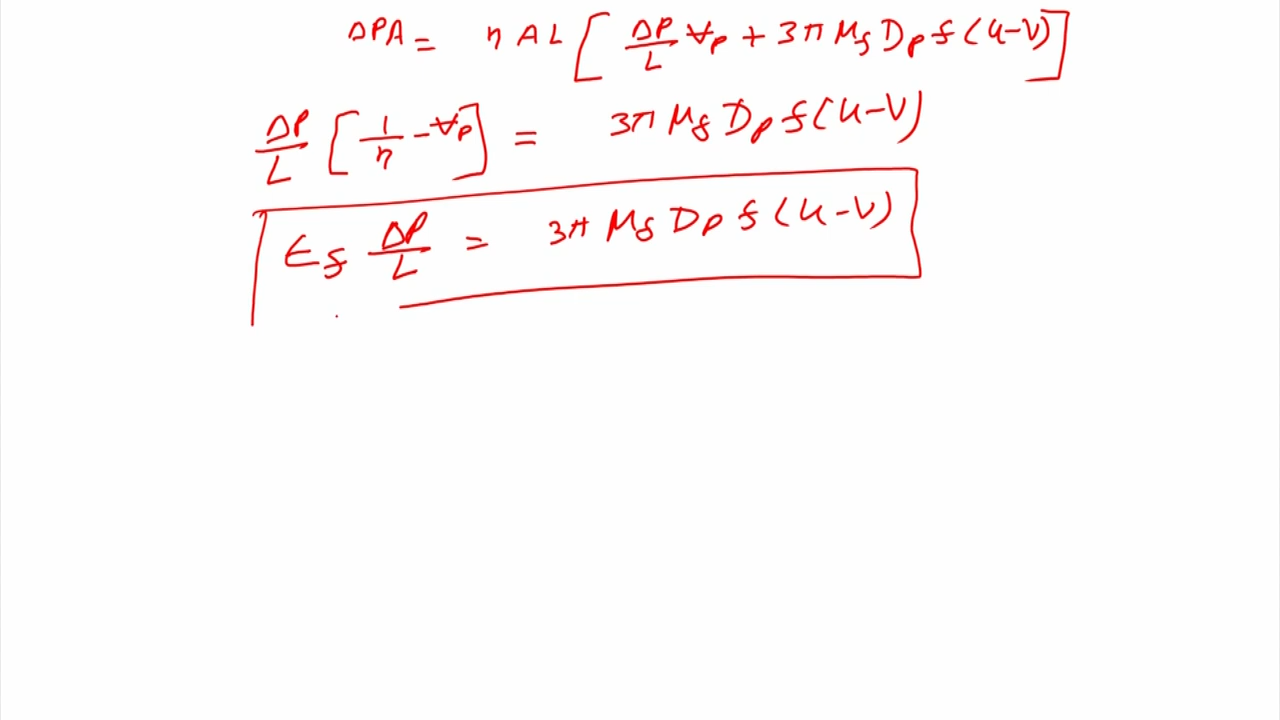 ΔPA = n A L [ ΔP/L ∀p + 3π μf Dp f (u-v) ]
ΔP/L [ 1/n - ∀p ] = 3π μf Dp f (u-v)
ϵf ΔP/L = 3π μf Dp f (u-v)